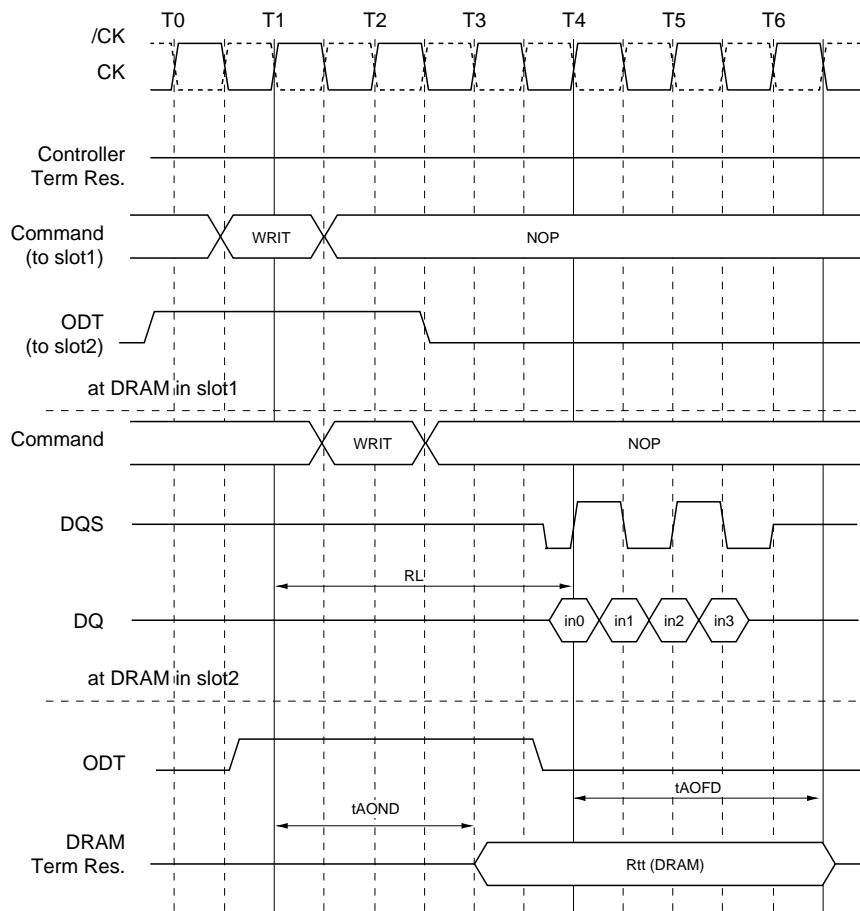 T0 T1 T2 T3 T4 T5 T6
/CK
CK
Controller
Term Res.
Command
(to slot1)
WRIT NOP
ODT
(to slot2)
at DRAM in slot1
Command
WRIT NOP
DQS
RL
DQ
in0 in1 in2 in3
at DRAM in slot2
ODT
tAOFD
tAOND
DRAM
Term Res.
Rtt (DRAM)